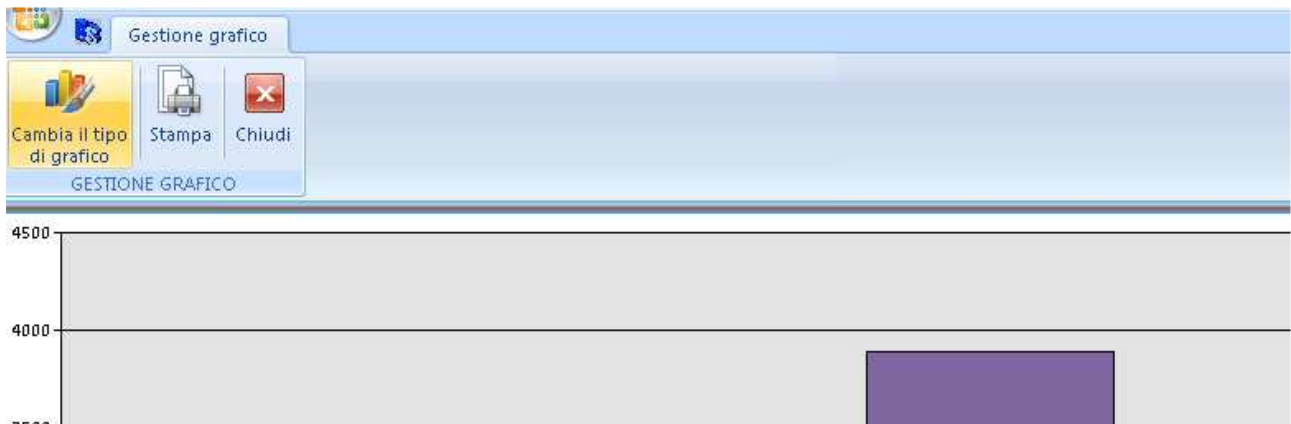 Gestione grafico
Cambia il tipo
di grafico
Stampa
Chiudi
GESTIONE GRAFICO
4500
4000